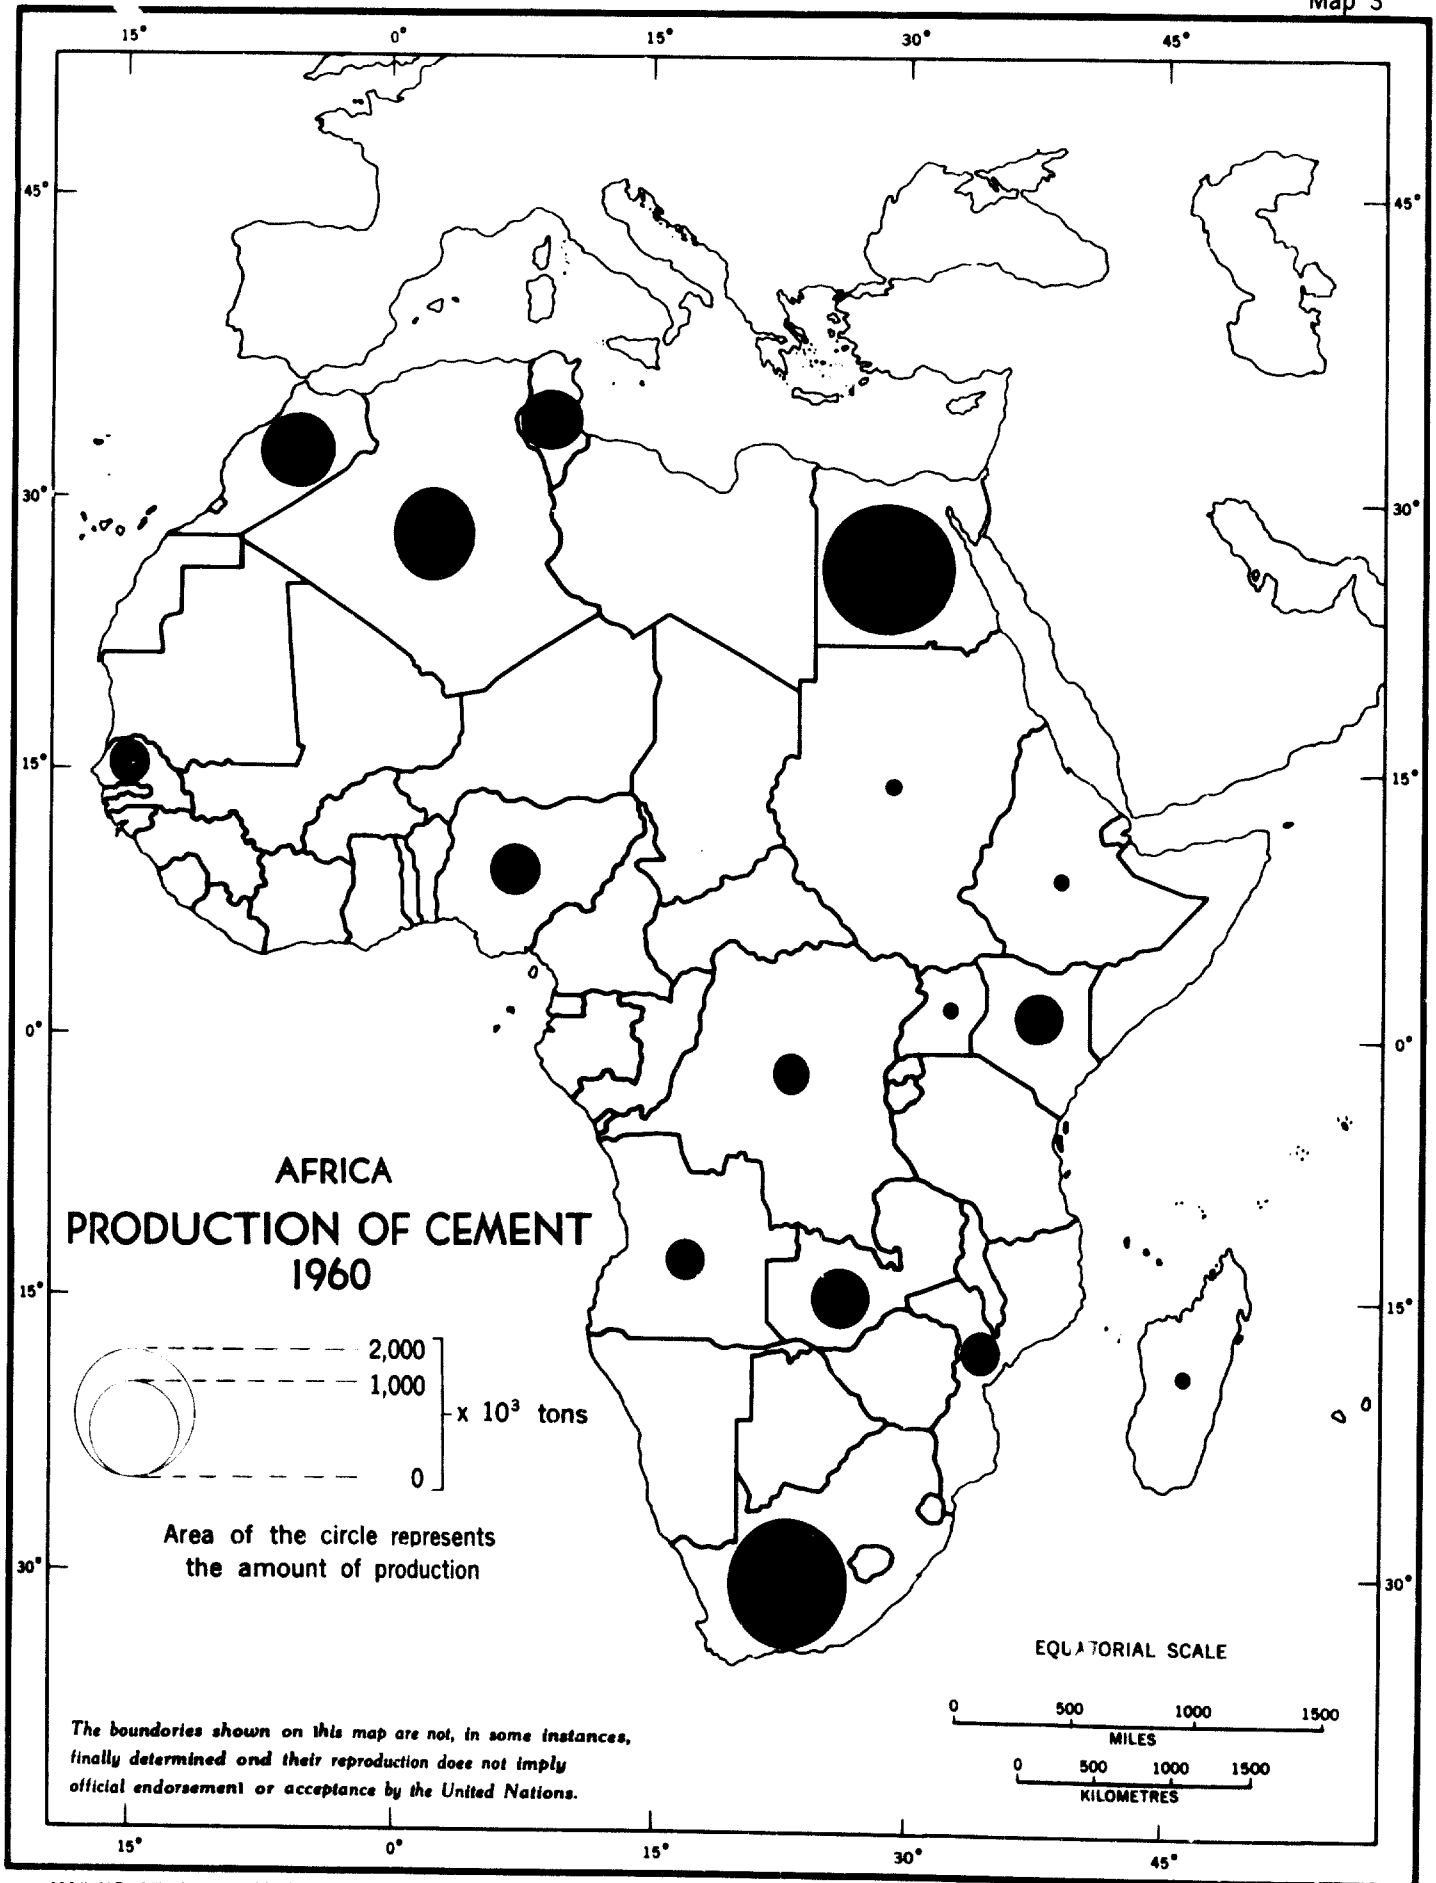 Map 3
15° 0° 15° 30° 45°
45° 45°
30° 30°
15° 15°
0° 0°
AFRICA
PRODUCTION OF CEMENT
1960
15° 15°
2,000
1,000
x 10³ tons
0
Area of the circle represents
the amount of production
30° 30°
EQUATORIAL SCALE
0 500 1000 1500
MILES
0 500 1000 1500
KILOMETRES
The boundories shown on this map are not, in some instances,
finally determined ond their reproduction doee not imply
official endorsement or acceptance by the United Nations.
15° 0° 15° 30° 45°